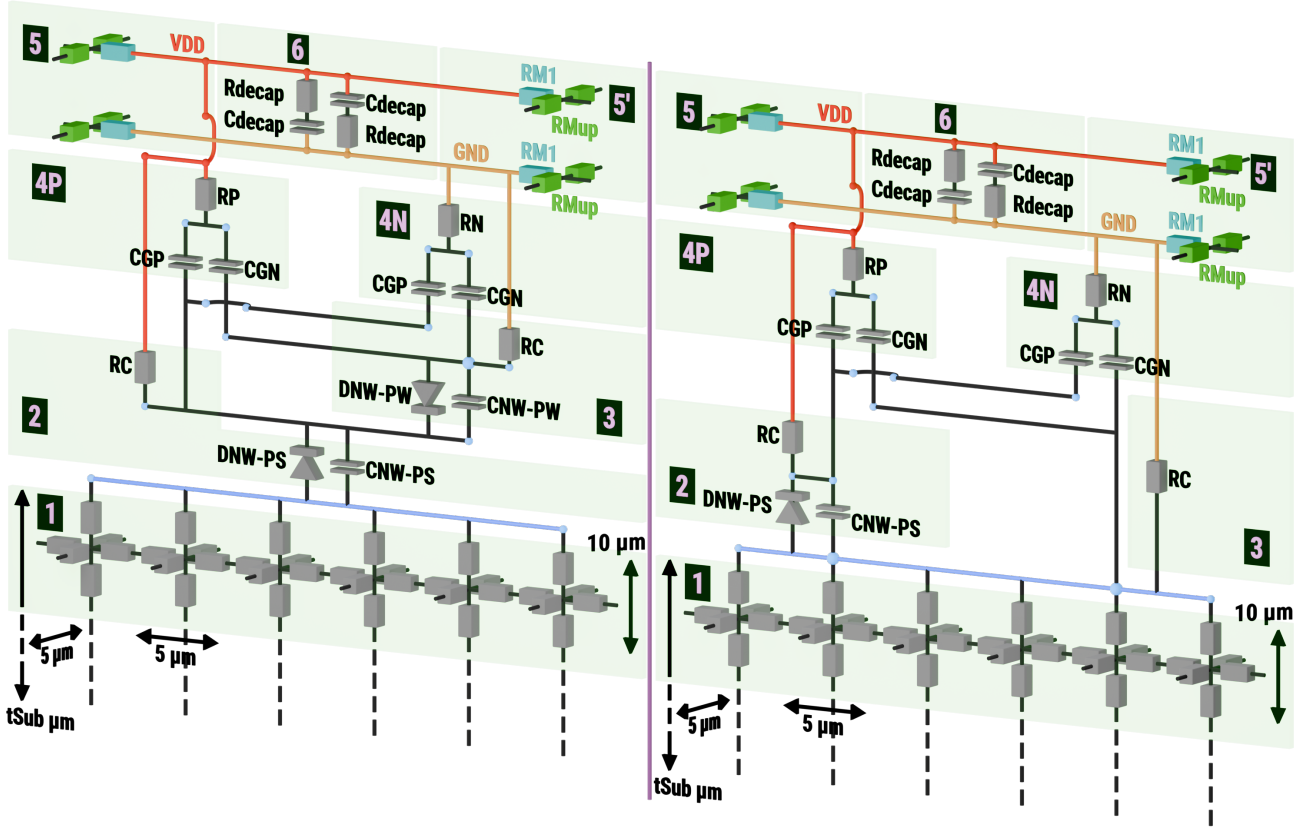 5
VDD
6
RM1
5'
Rdecap
Cdecap
Cdecap
Rdecap
RMup
GND
RM1
RMup
4P
RP
4N
RN
CGP
CGN
CGP
CGN
RC
RC
DNW-PW
CNW-PW
2
3
DNW-PS
CNW-PS
1
10 µm
5 µm
5 µm
tSub µm
5
VDD
6
RM1
5'
Rdecap
Cdecap
Cdecap
Rdecap
RMup
GND
RM1
RMup
4P
RP
4N
RN
CGP
CGN
CGP
CGN
RC
RC
2
DNW-PS
CNW-PS
3
1
10 µm
5 µm
5 µm
tSub µm